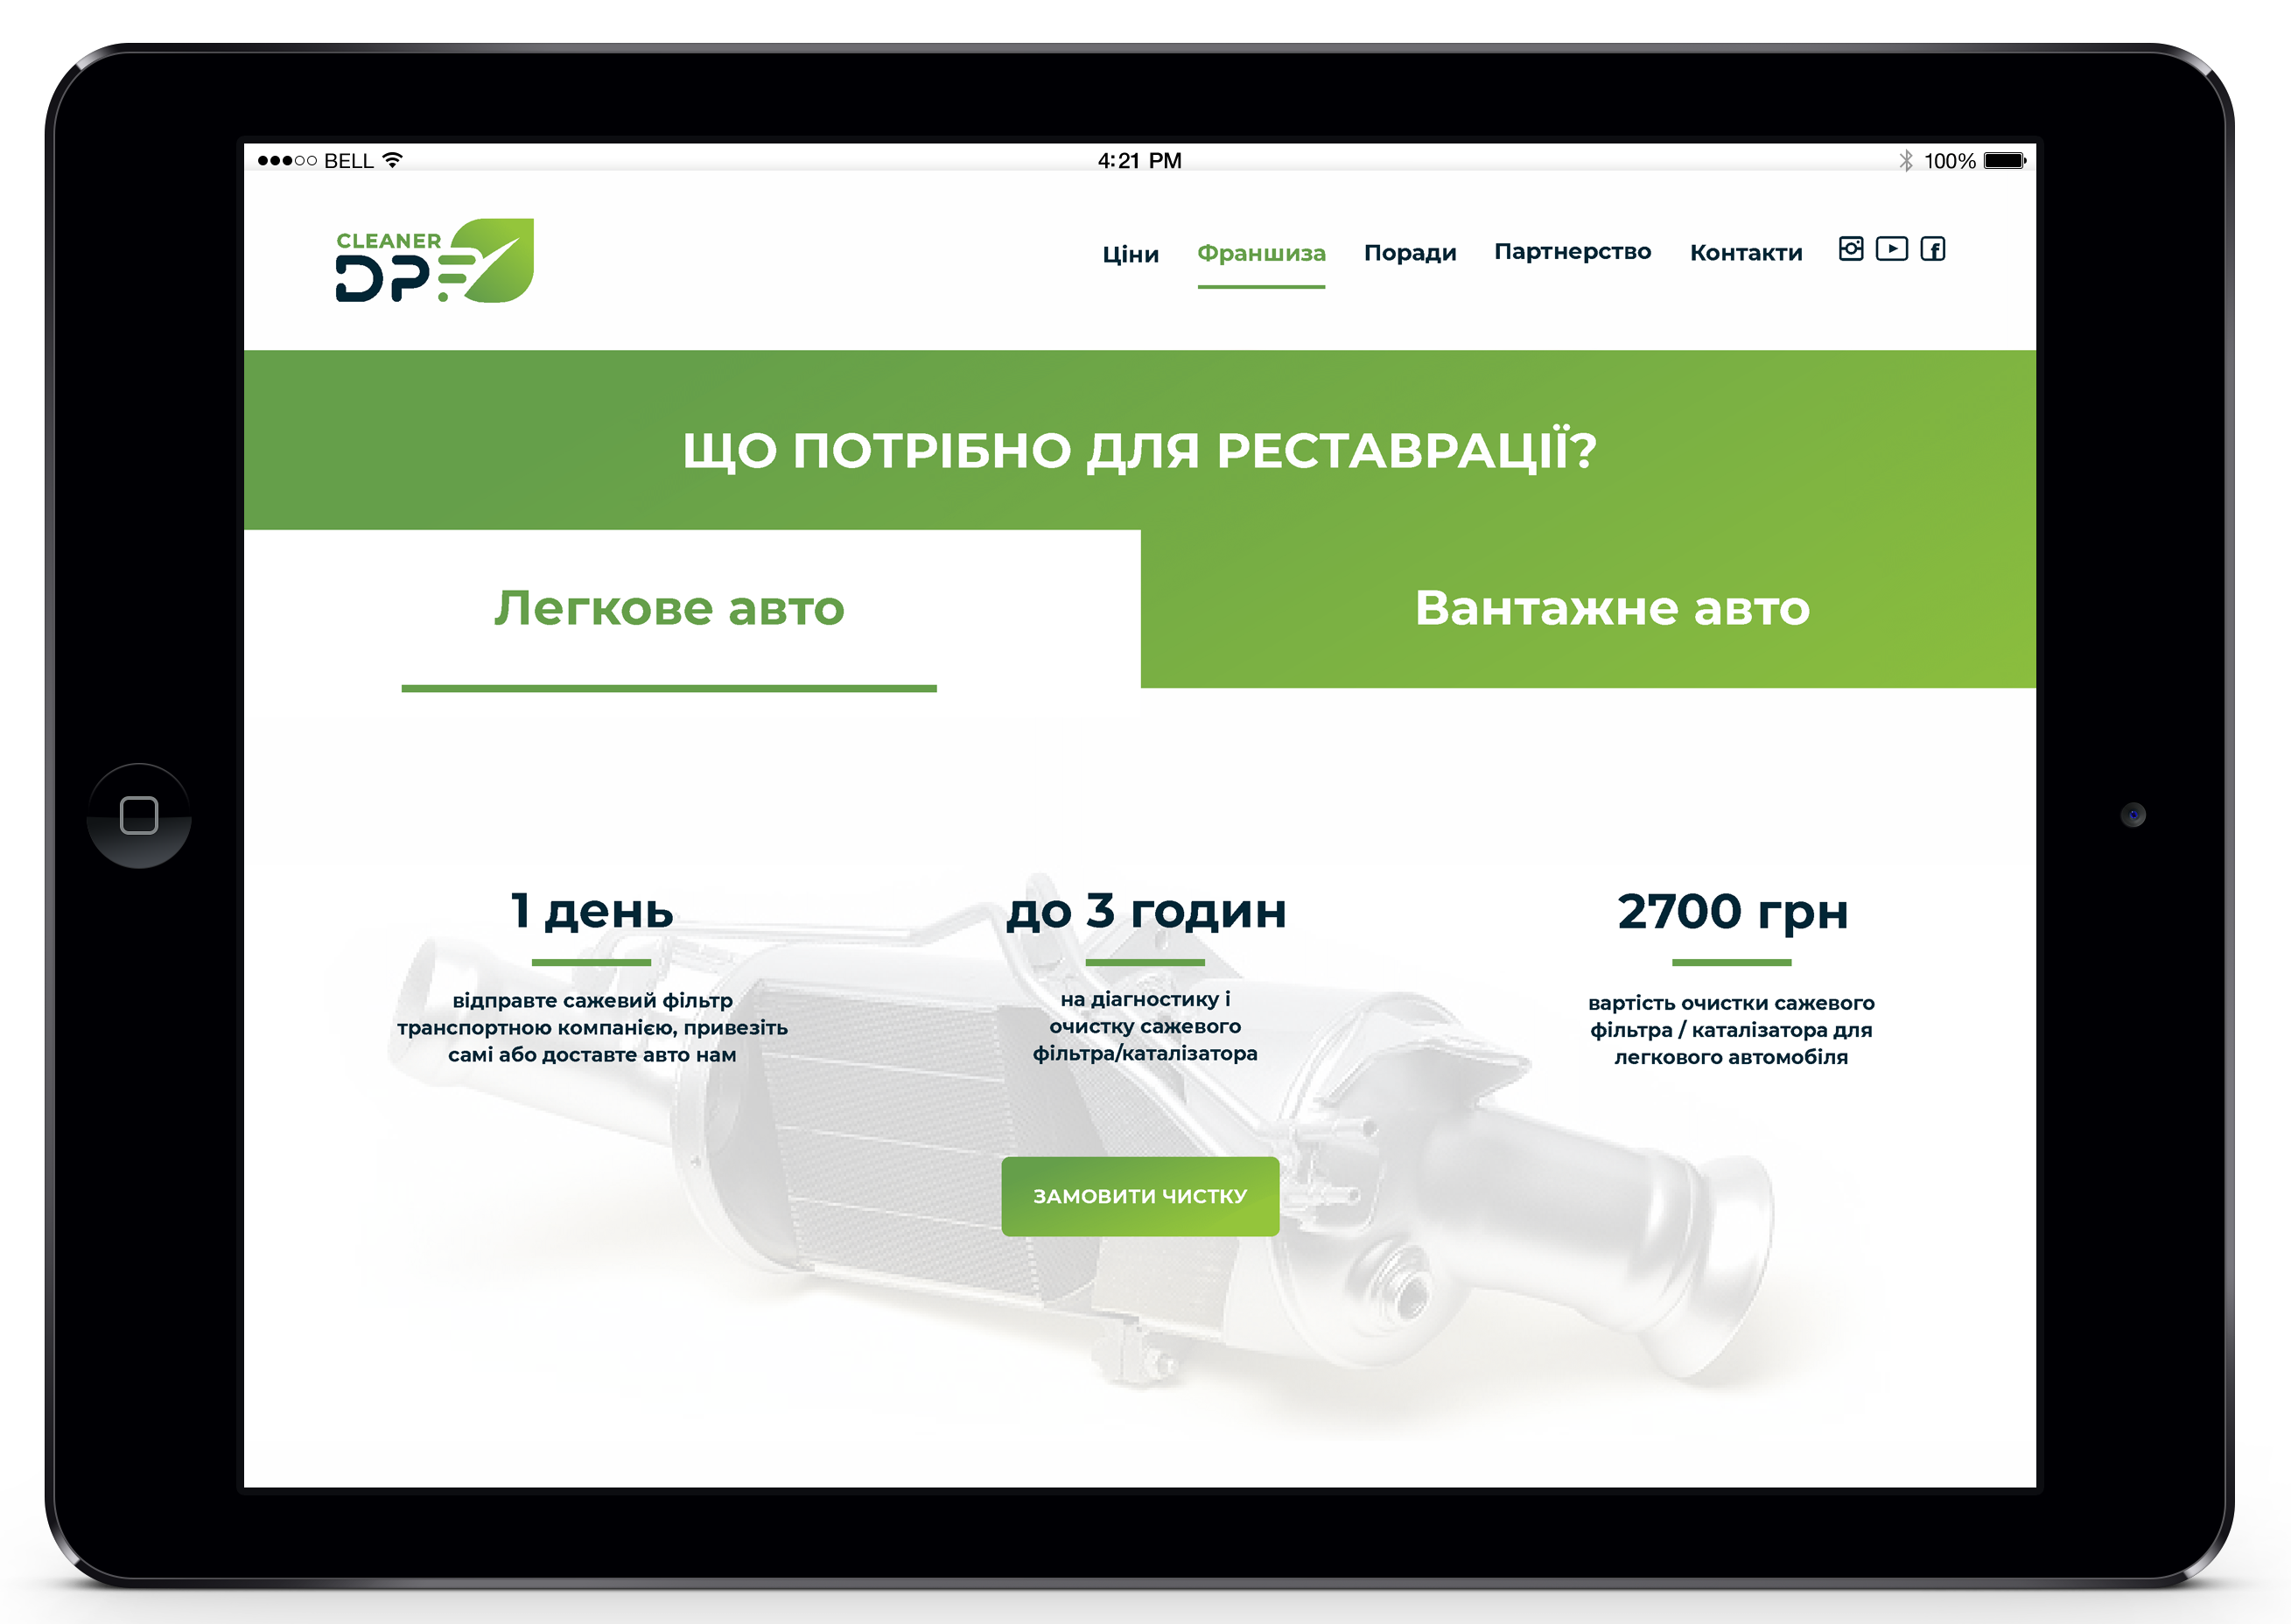 BELL
4:21 PM
100%
CLEANER
DPF
Ціни Франшиза Поради Партнерство Контакти
ЩО ПОТРІБНО ДЛЯ РЕСТАВРАЦІЇ?
Легкове авто
Вантажне авто
1 день
відправте сажевий фільтр
транспортною компанією, привезіть
самі або доставте авто нам
до 3 годин
на діагностику і
очистку сажевого
фільтра/каталізатора
2700 грн
вартість очистки сажевого
фільтра / каталізатора для
легкового автомобіля
ЗАМОВИТИ ЧИСТКУ